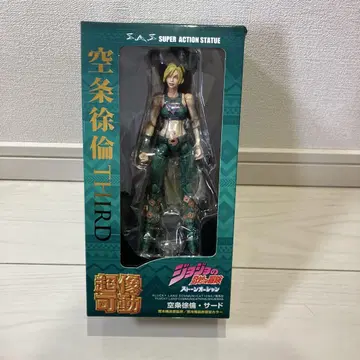 S.A.S SUPER ACTION STATUE
空条徐倫 THIRD
超像可動
ジョジョの奇妙な冒険
ストーンオーシャン
空条徐倫・サード